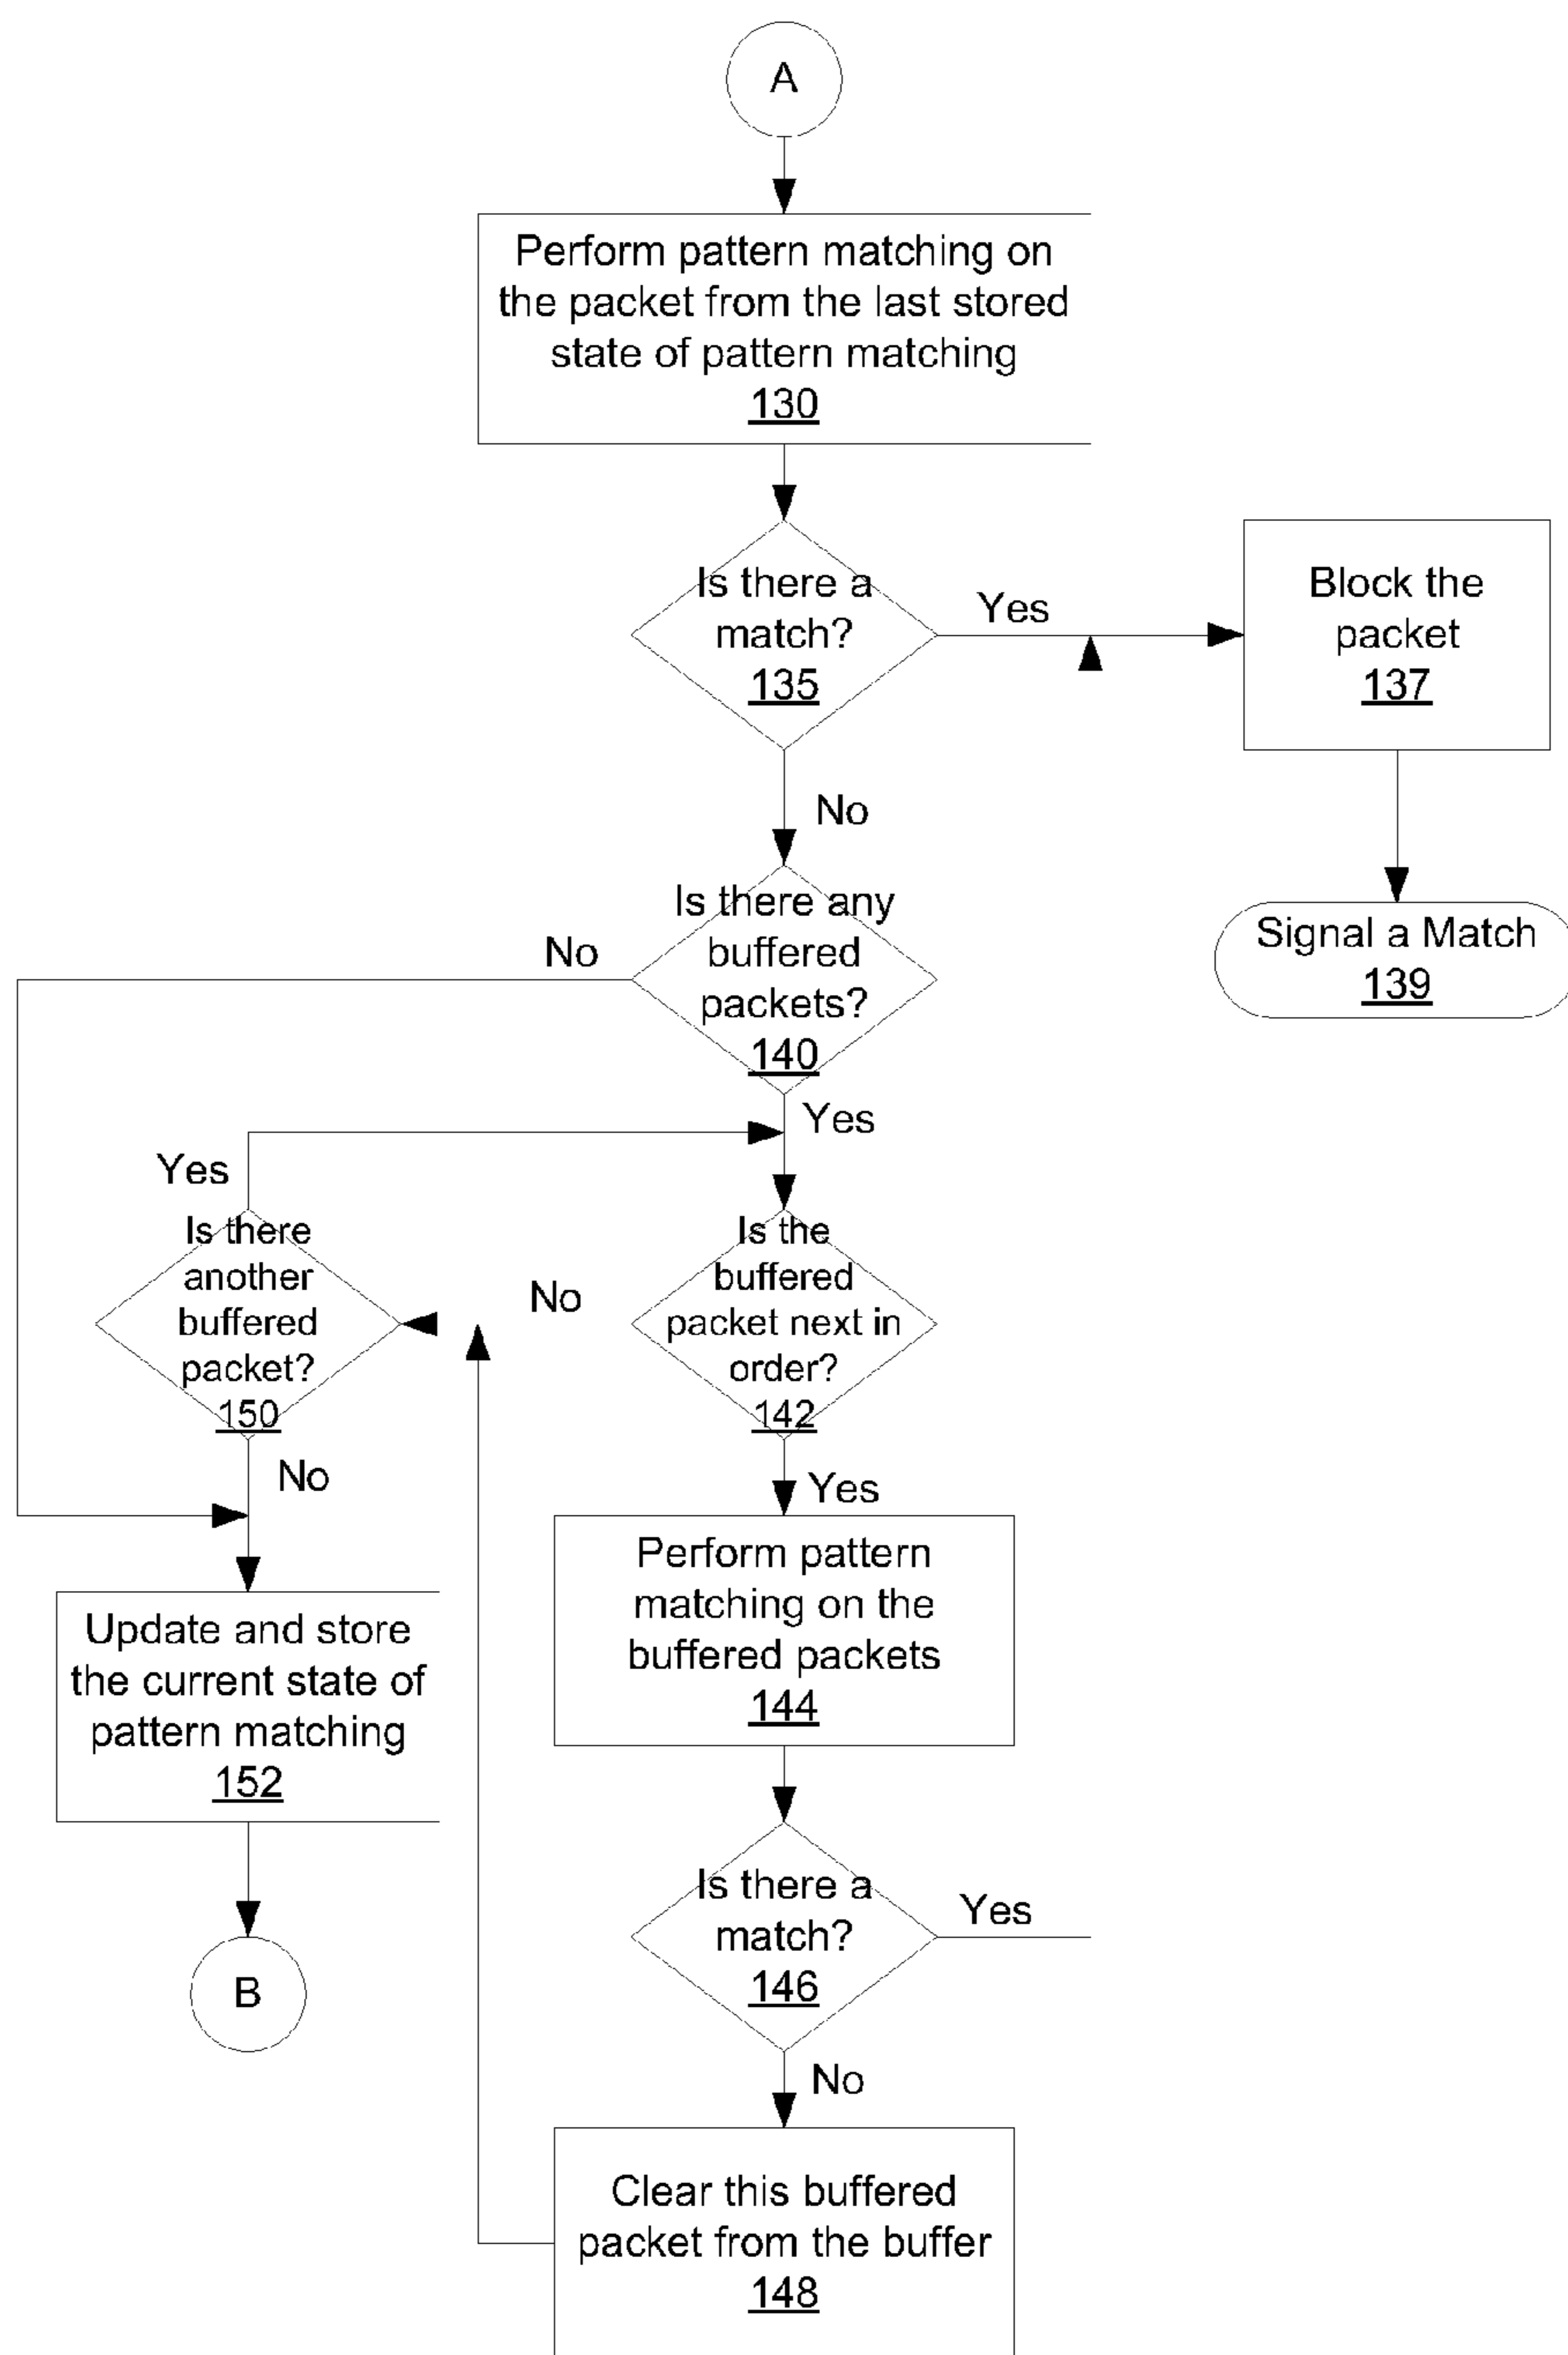 A
Perform pattern matching on
the packet from the last stored
state of pattern matching
130
Is there a
match?
135
Yes
Block the
packet
137
No
Signal a Match
139
Is there any
buffered
packets?
140
No
Yes
Yes
Is there
another
buffered
packet?
150
No
Is the
buffered
packet next in
order?
142
No
Yes
Perform pattern
matching on the
buffered packets
144
Update and store
the current state of
pattern matching
152
Is there a
match?
146
Yes
B
No
Clear this buffered
packet from the buffer
148